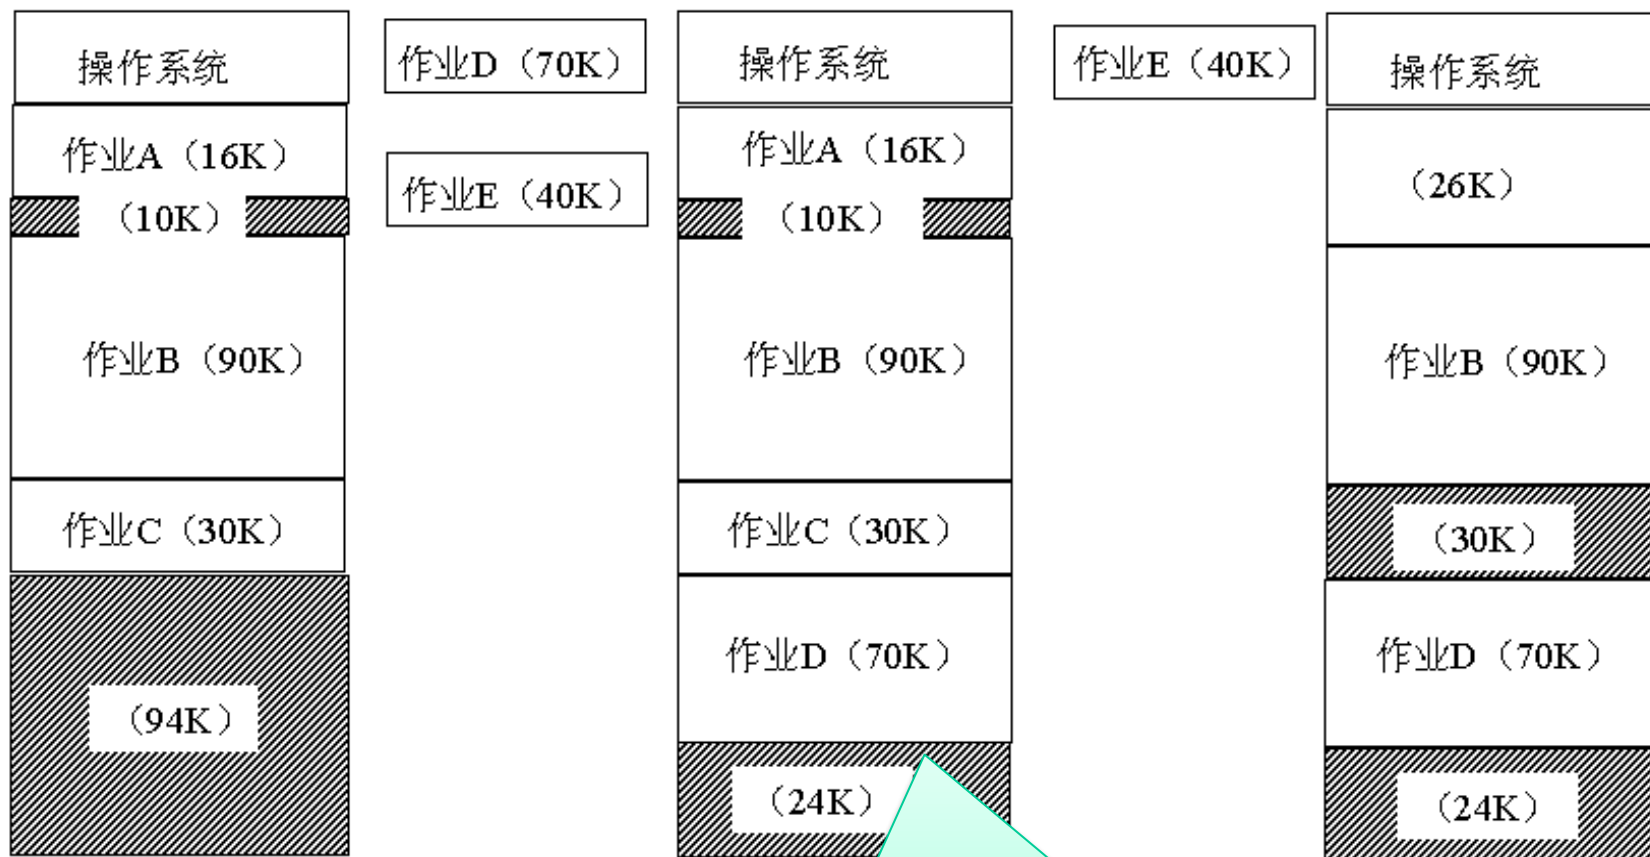 操作系统
作业A（16K）
（10K）
作业B（90K）
作业C（30K）
（94K）
作业D（70K）
作业E（40K）
操作系统
作业A（16K）
（10K）
作业B（90K）
作业C（30K）
作业D（70K）
（24K）
作业E（40K）
操作系统
（26K）
作业B（90K）
（30K）
作业D（70K）
（24K）